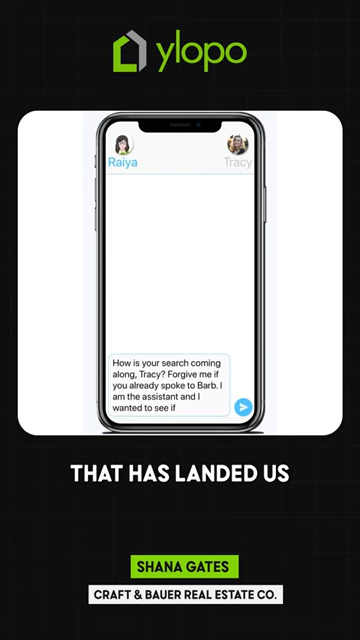 ylopo
Raiya
Tracy
How is your search coming
along, Tracy? Forgive me if
you already spoke to Barb. I
am the assistant and I
wanted to see if
THAT HAS LANDED US
SHANA GATES
CRAFT & BAUER REAL ESTATE CO.